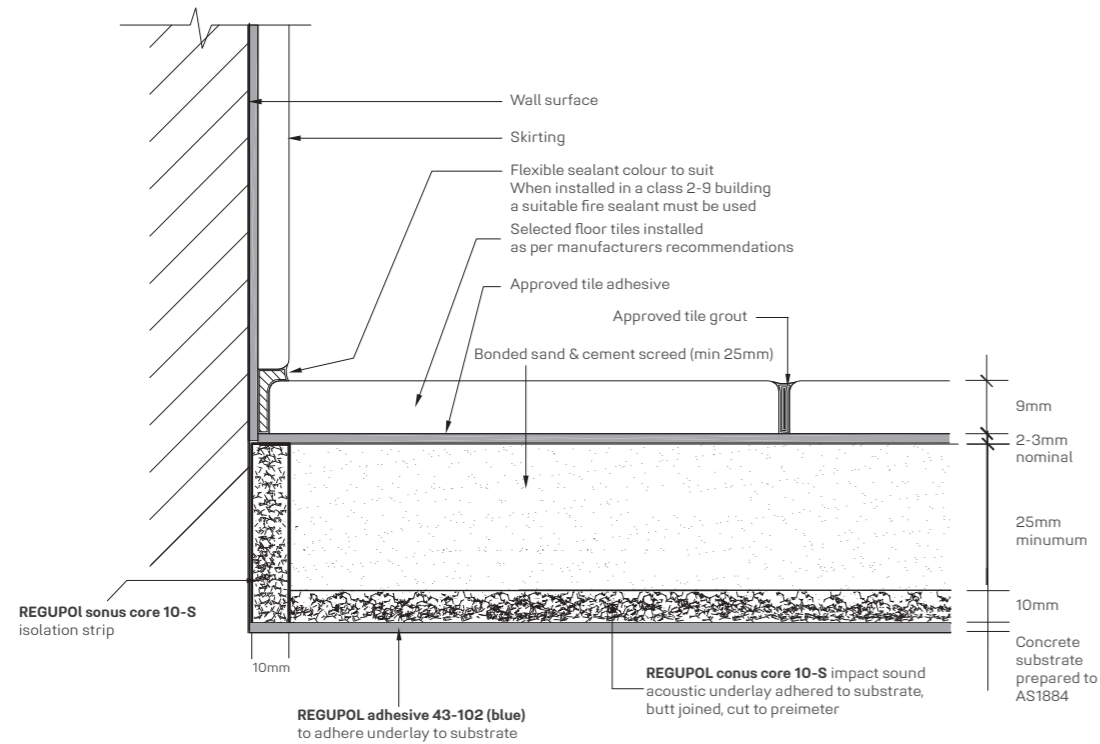 Wall surface
Skirting
Flexible sealant colour to suit
When installed in a class 2-9 building
a suitable fire sealant must be used
Selected floor tiles installed
as per manufacturers recommendations
Approved tile adhesive
Approved tile grout
Bonded sand & cement screed (min 25mm)
9mm
2-3mm
nominal
25mm
minumum
10mm
Concrete
substrate
prepared to
AS1884
REGUPOl sonus core 10-S
isolation strip
10mm
REGUPOL conus core 10-S impact sound
acoustic underlay adhered to substrate,
butt joined, cut to preimeter
REGUPOL adhesive 43-102 (blue)
to adhere underlay to substrate